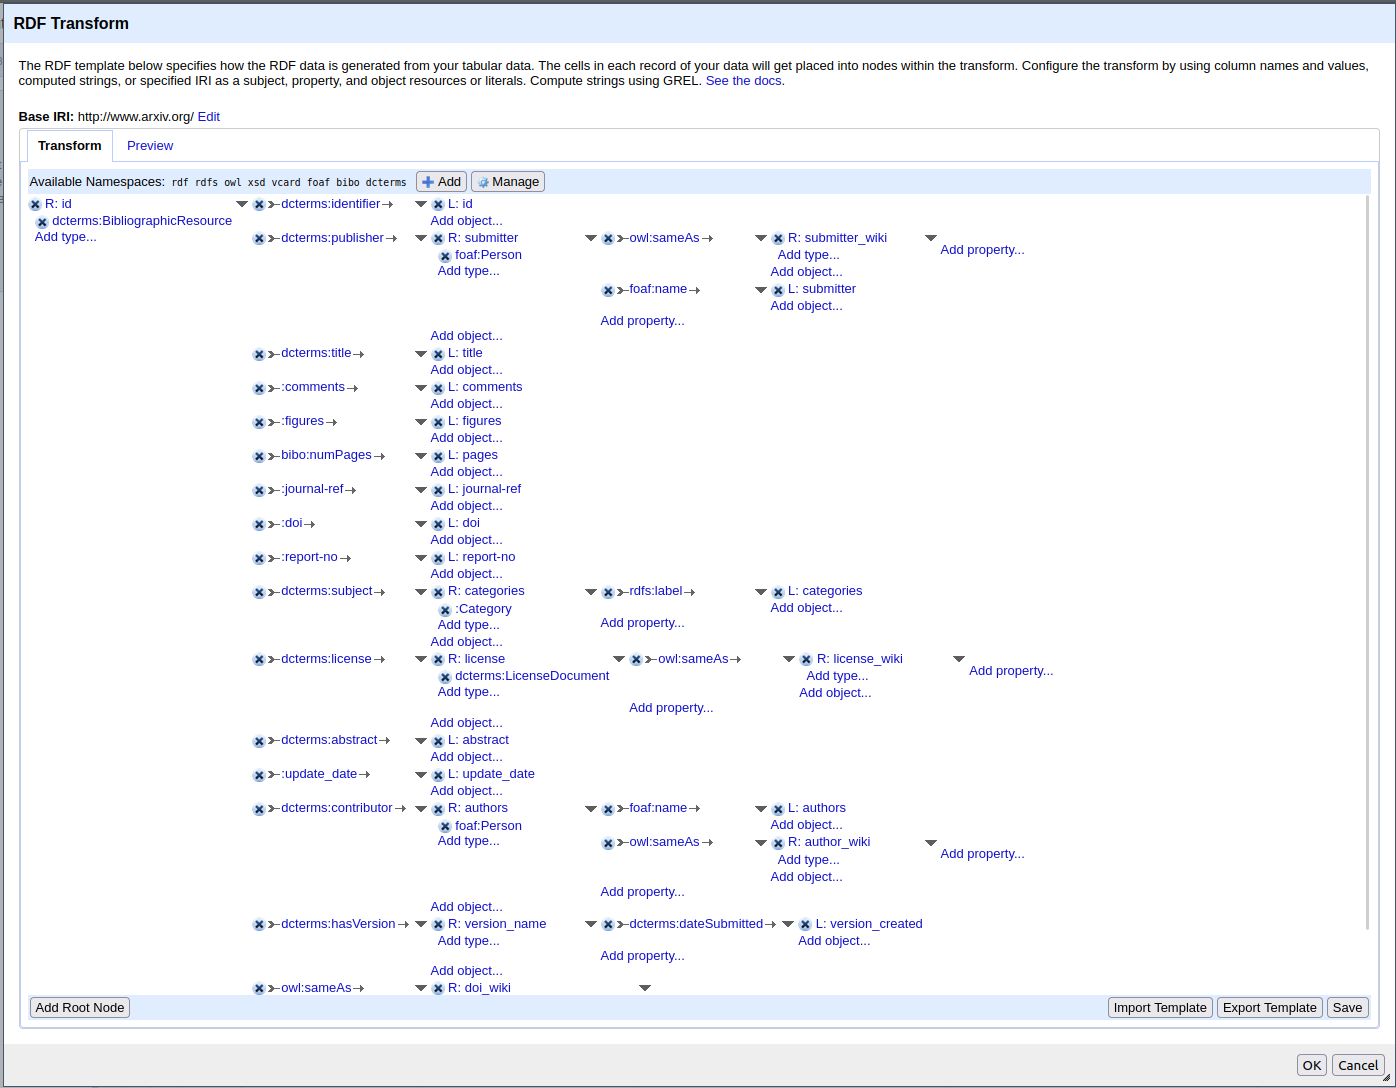 RDF Transform
The RDF template below specifies how the RDF data is generated from your tabular data. The cells in each record of your data will get placed into nodes within the transform. Configure the transform by using column names and values,
computed strings, or specified IRI as a subject, property, and object resources or literals. Compute strings using GREL. See the docs.
Base IRI: http://www.arxiv.org/ Edit
Transform Preview
Available Namespaces: rdf rdfs owl xsd vcard foaf bibo dcterms Add Manage
R: id dcterms:identifier L: id
dcterms:BibliographicResource Add object...
Add type... dcterms:publisher R: submitter owl:sameAs R: submitter_wiki Add property...
foaf:Person Add type...
Add type... Add object...
foaf:name L: submitter
Add object...
Add property...
Add object...
dcterms:title L: title
Add object...
:comments L: comments
Add object...
:figures L: figures
Add object...
bibo:numPages L: pages
Add object...
:journal-ref L: journal-ref
Add object...
:doi L: doi
Add object...
:report-no L: report-no
Add object...
dcterms:subject R: categories rdfs:label L: categories
:Category Add object...
Add type... Add property...
Add object...
dcterms:license R: license owl:sameAs R: license_wiki Add property...
dcterms:LicenseDocument Add type...
Add type... Add object...
Add property...
Add object...
dcterms:abstract L: abstract
Add object...
:update_date L: update_date
Add object...
dcterms:contributor R: authors foaf:name L: authors
foaf:Person Add object...
Add type... owl:sameAs R: author_wiki Add property...
Add type...
Add object...
Add property...
Add object...
dcterms:hasVersion R: version_name dcterms:dateSubmitted L: version_created
Add type... Add object...
Add property...
Add object...
owl:sameAs R: doi_wiki
Add Root Node Import Template Export Template Save
OK Cancel